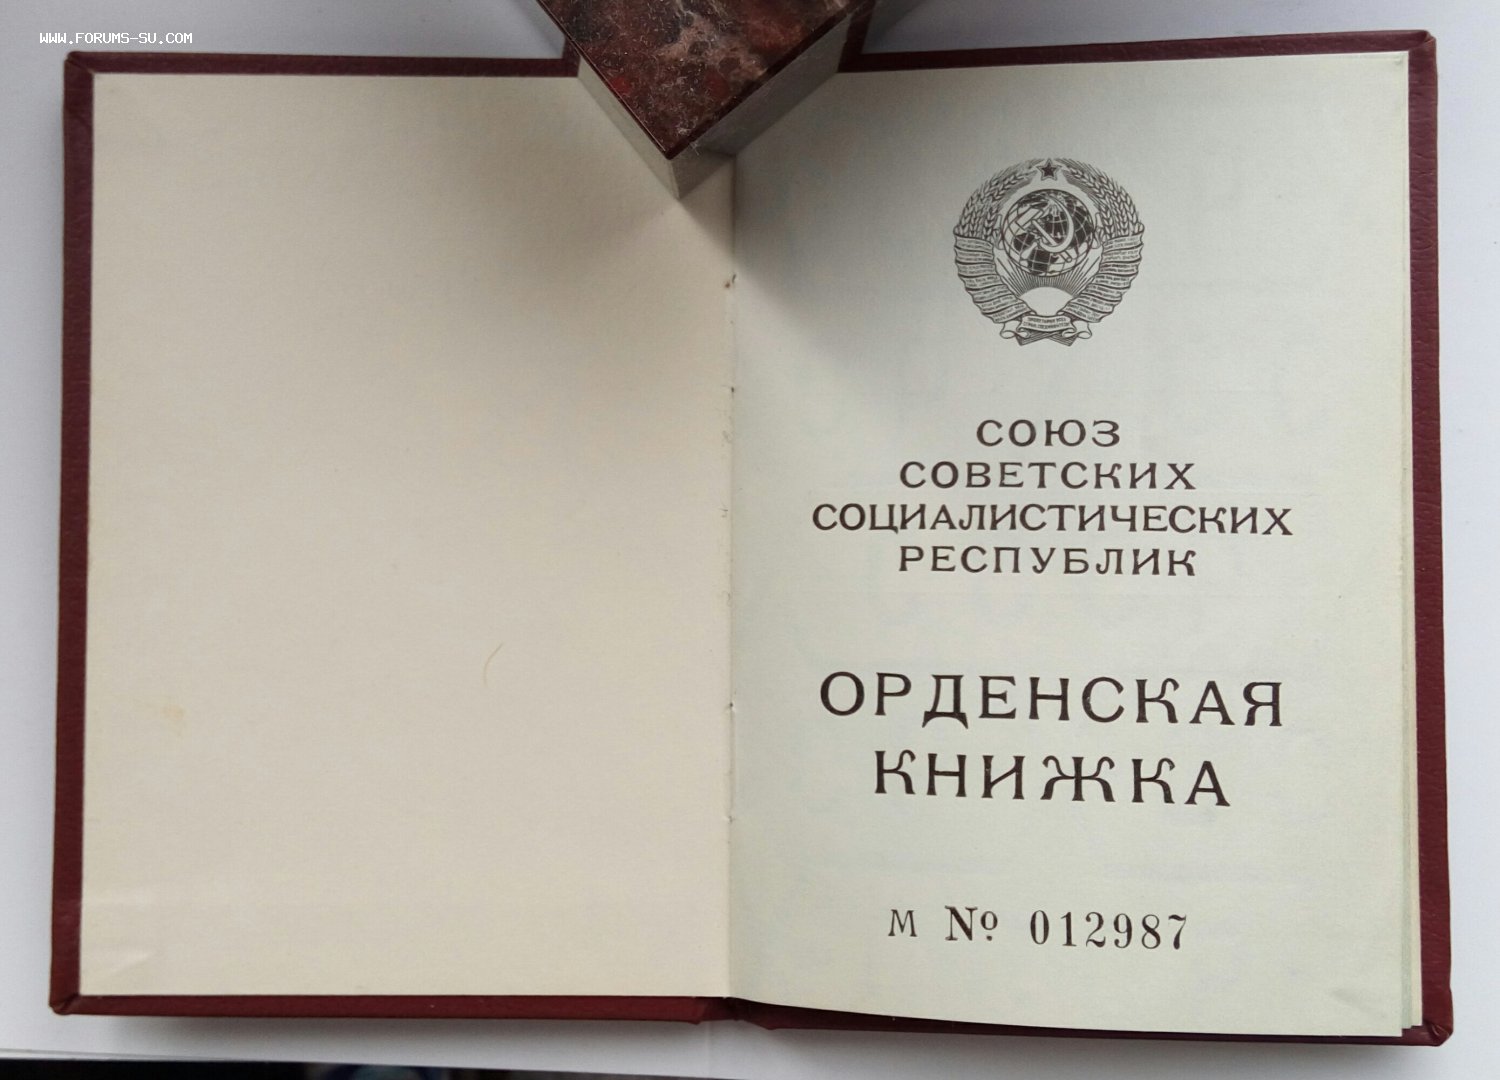 WWW.FORUMS-SU.COM
СОЮЗ
СОВЕТСКИХ
СОЦИАЛИСТИЧЕСКИХ
РЕСПУБЛИК
ОРДЕНСКАЯ
КНИЖКА
М № 012987